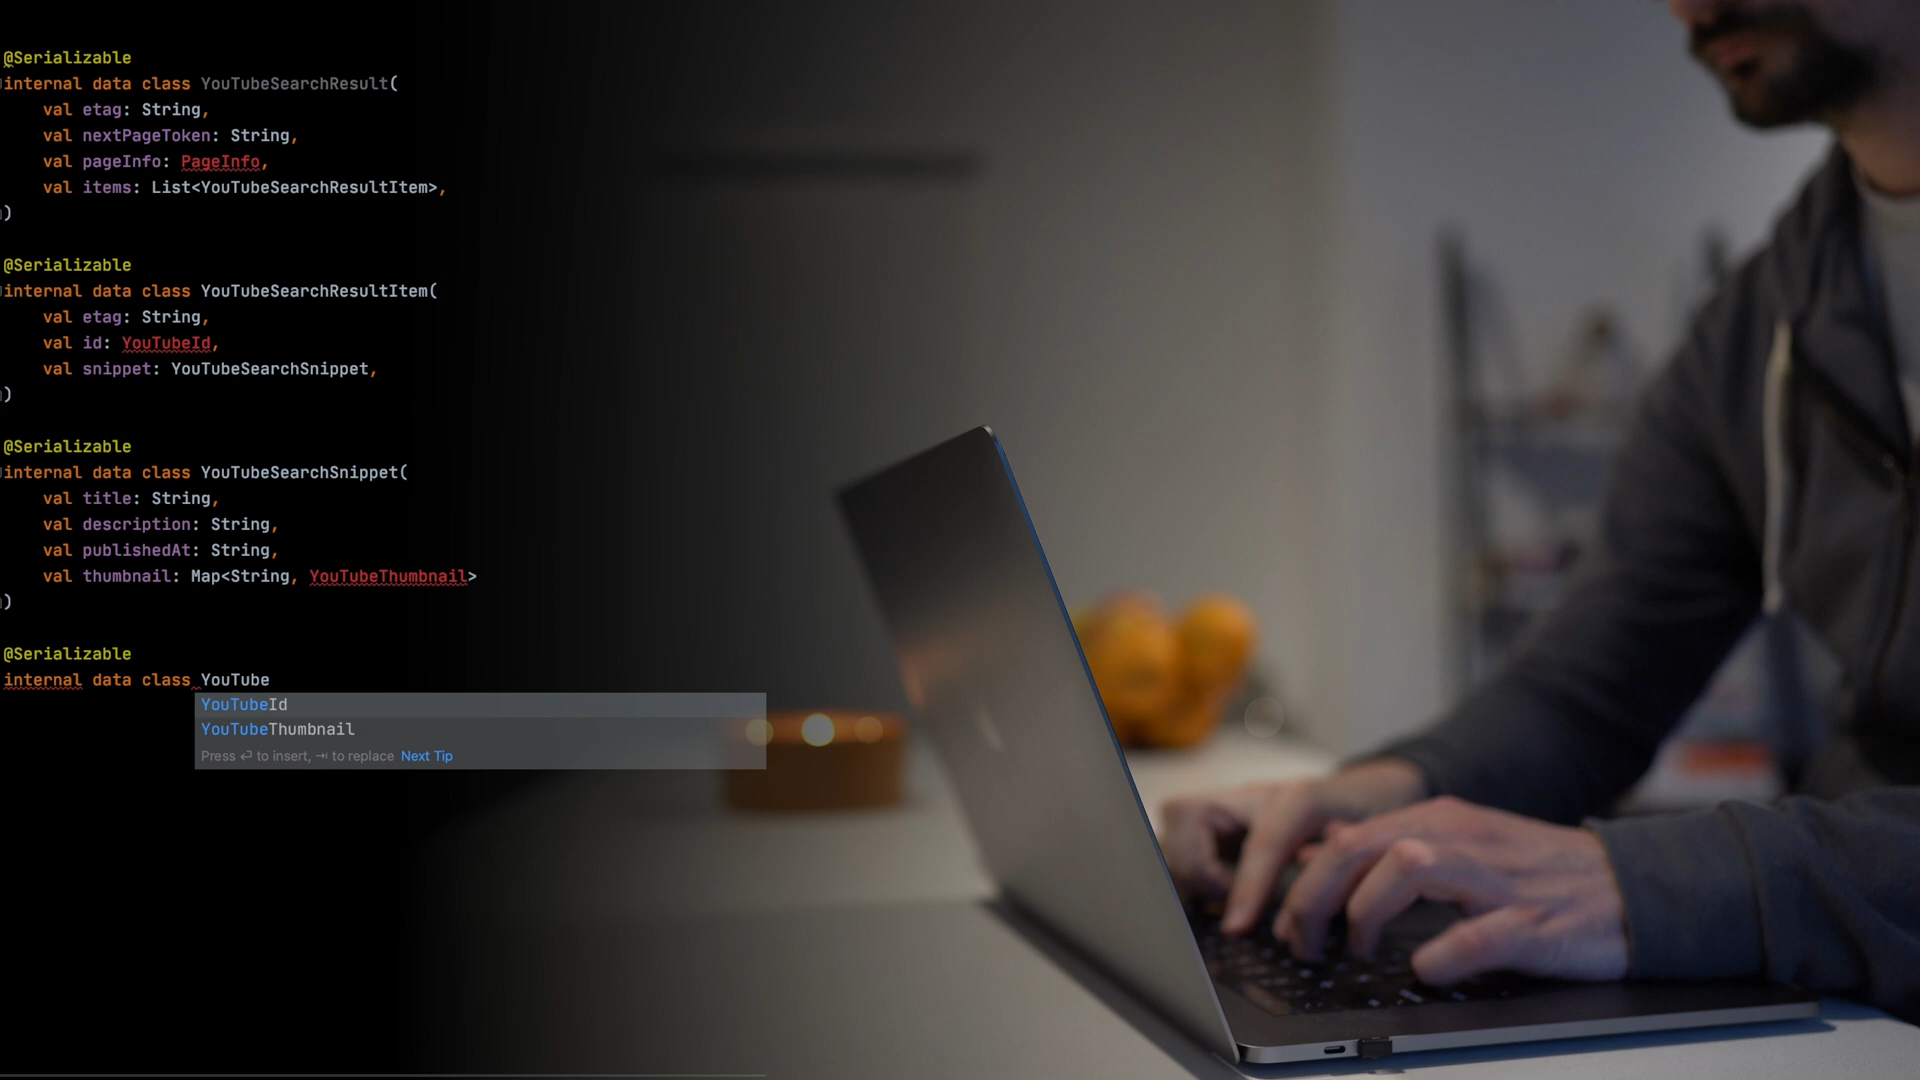 @Serializable
internal data class YouTubeSearchResult(
val etag: String,
val nextPageToken: String,
val pageInfo: PageInfo,
val items: List<YouTubeSearchResultItem>,
)
@Serializable
internal data class YouTubeSearchResultItem(
val etag: String,
val id: YouTubeId,
val snippet: YouTubeSearchSnippet,
)
@Serializable
internal data class YouTubeSearchSnippet(
val title: String,
val description: String,
val publishedAt: String,
val thumbnail: Map<String, YouTubeThumbnail>
)
@Serializable
internal data class YouTube
YouTubeId
YouTubeThumbnail
Press ⏎ to insert, ⇥ to replace Next Tip